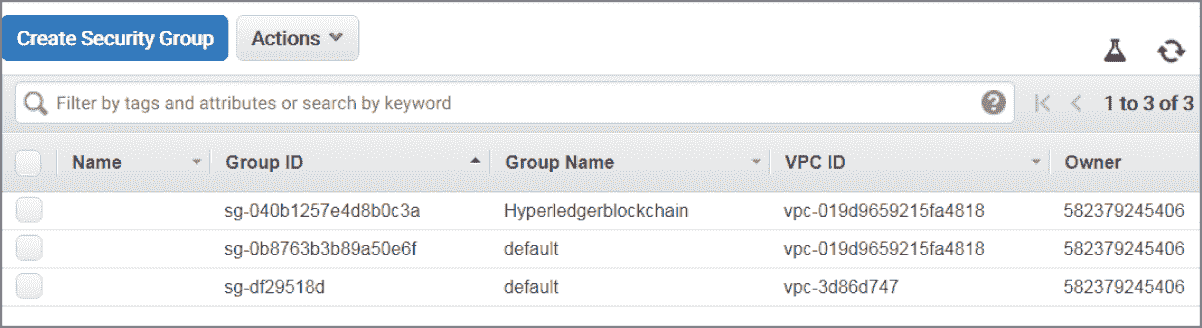 Create Security Group Actions
Filter by tags and attributes or search by keyword ? 1 to 3 of 3
Name Group ID Group Name VPC ID Owner
sg-040b1257e4d8b0c3a Hyperledgerblockchain vpc-019d9659215fa4818 582379245406
sg-0b8763b3b89a50e6f default vpc-019d9659215fa4818 582379245406
sg-df29518d default vpc-3d86d747 582379245406